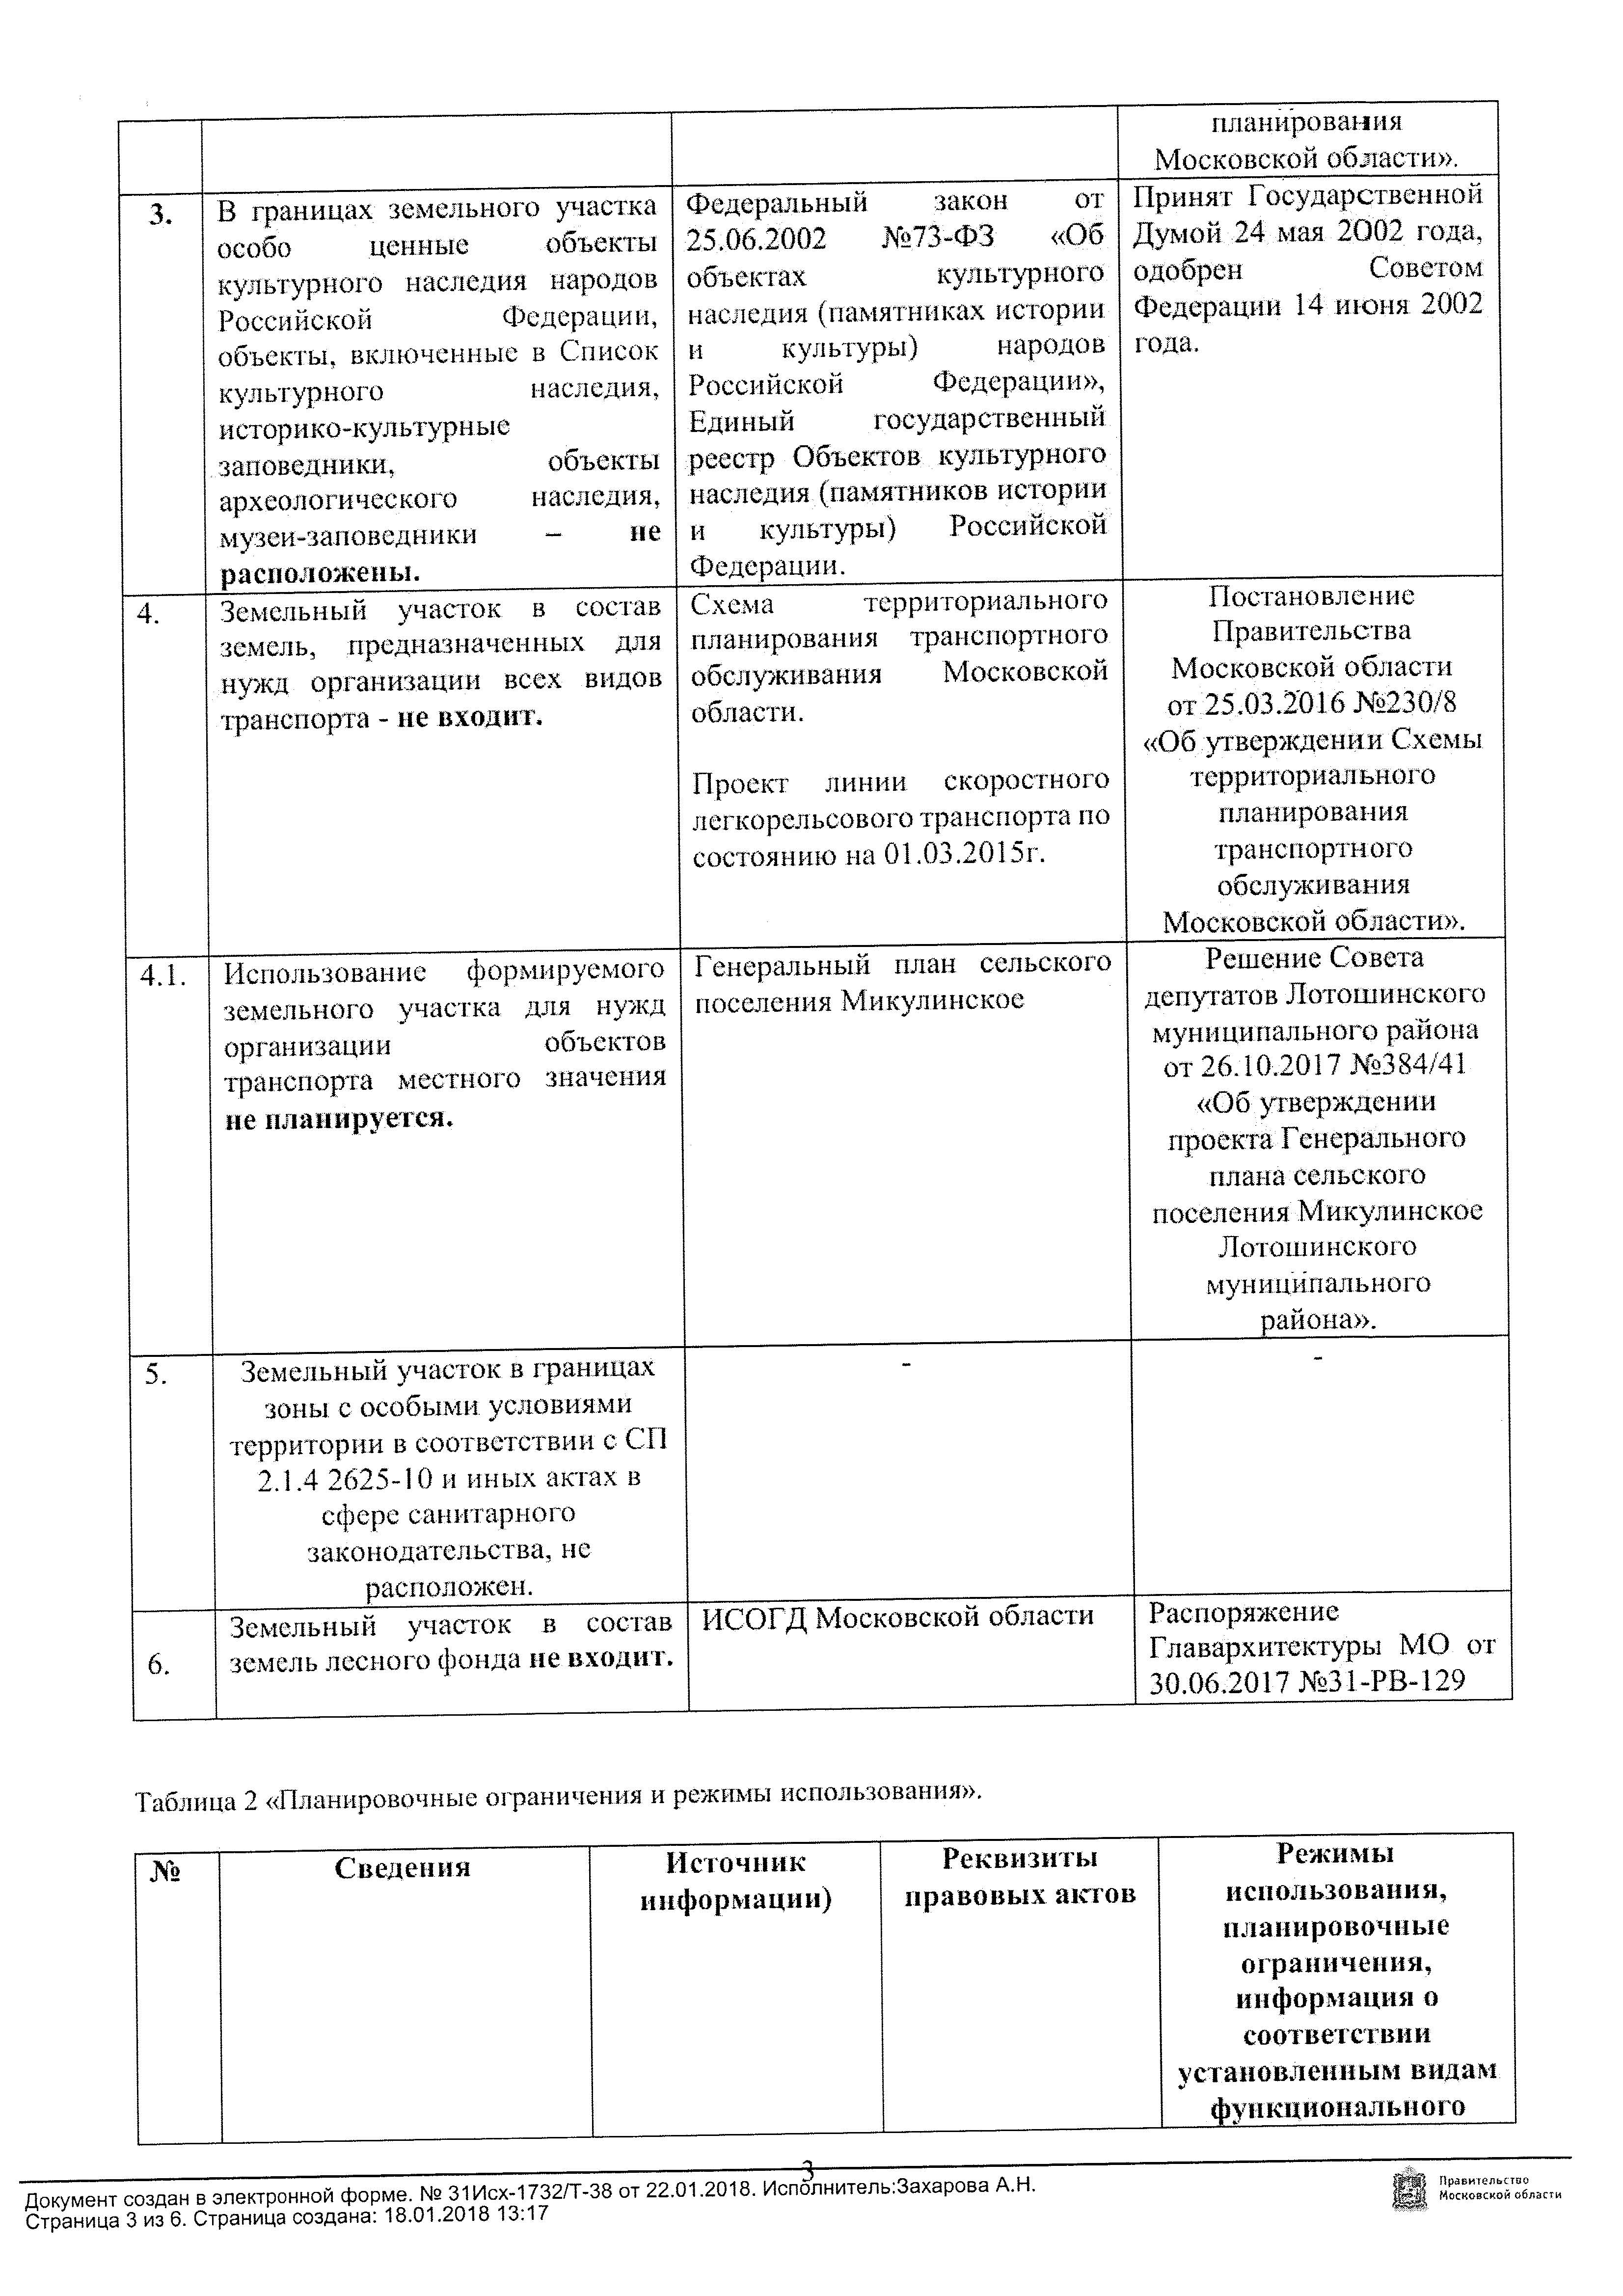 планирования
Московской области».
3.
В границах земельного участка
особо ценные объекты
культурного наследия народов
Российской Федерации,
объекты, включенные в Список
культурного наследия,
историко-культурные
заповедники, объекты
археологического наследия,
музеи-заповедники – не
расположены.
Федеральный закон от
25.06.2002 №73-ФЗ «Об
объектах культурного
наследия (памятниках истории
и культуры) народов
Российской Федерации»,
Единый государственный
реестр Объектов культурного
наследия (памятников истории
и культуры) Российской
Федерации.
Принят Государственной
Думой 24 мая 2002 года,
одобрен Советом
Федерации 14 июня 2002
года.
4.
Земельный участок в состав
земель, предназначенных для
нужд организации всех видов
транспорта - не входит.
Схема территориального
планирования транспортного
обслуживания Московской
области.
Проект линии скоростного
легкорельсового транспорта по
состоянию на 01.03.2015г.
Постановление
Правительства
Московской области
от 25.03.2016 №230/8
«Об утверждении Схемы
территориального
планирования
транспортного
обслуживания
Московской области».
4.1.
Использование формируемого
земельного участка для нужд
организации объектов
транспорта местного значения
не планируется.
Генеральный план сельского
поселения Микулинское
Решение Совета
депутатов Лотошинского
муниципального района
от 26.10.2017 №384/41
«Об утверждении
проекта Генерального
плана сельского
поселения Микулинское
Лотошинского
муниципального
района».
5.
Земельный участок в границах
зоны с особыми условиями
территории в соответствии с СП
2.1.4 2625-10 и иных актах в
сфере санитарного
законодательства, не
расположен.
-
-
6.
Земельный участок в состав
земель лесного фонда не входит.
ИСОГД Московской области
Распоряжение
Главархитектуры МО от
30.06.2017 №31-РВ-129
Таблица 2 «Планировочные ограничения и режимы использования».
№
Сведения
Источник
информации)
Реквизиты
правовых актов
Режимы
использования,
планировочные
ограничения,
информация о
соответствии
установленным видам
функционального
3
Документ создан в электронной форме. № 31Исх-1732/Т-38 от 22.01.2018. Исполнитель:Захарова А.Н.
Страница 3 из 6. Страница создана: 18.01.2018 13:17
Правительство
Московской области